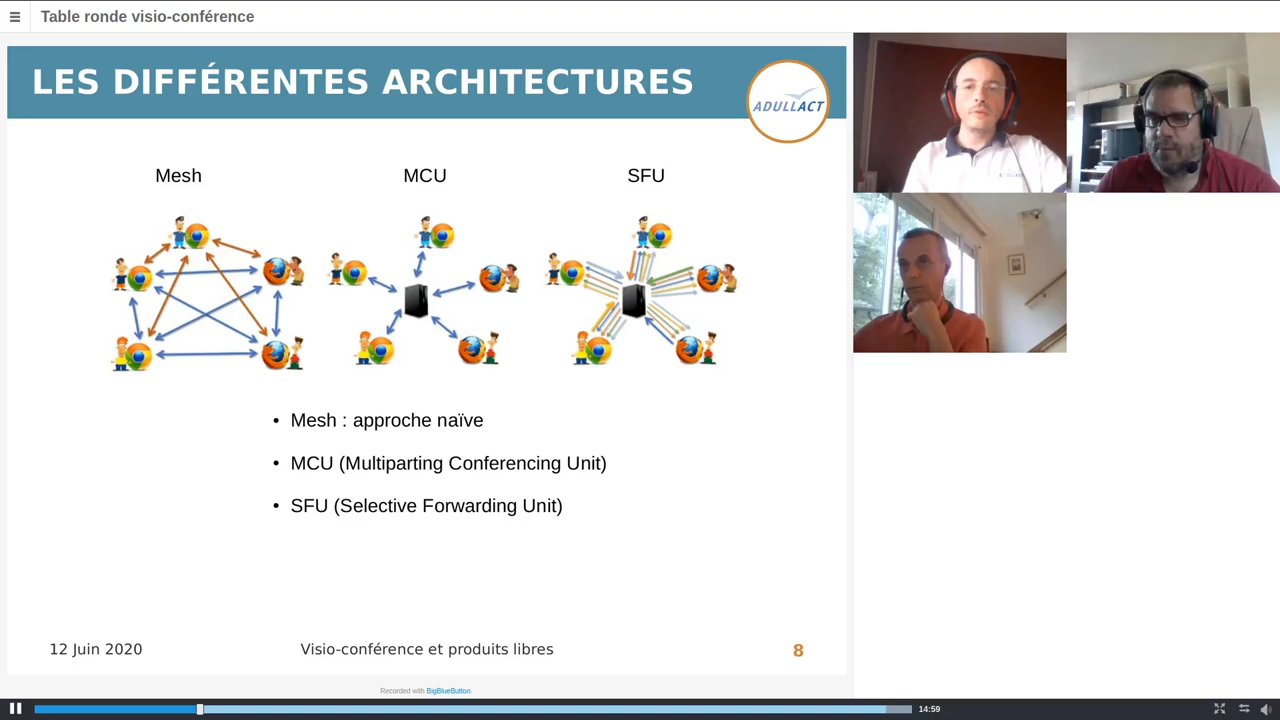 Table ronde visio-conférence
LES DIFFÉRENTES ARCHITECTURES
ADULLACT
Mesh
MCU
SFU
• Mesh : approche naïve
• MCU (Multiparting Conferencing Unit)
• SFU (Selective Forwarding Unit)
12 Juin 2020
Visio-conférence et produits libres
8
Recorded with BigBlueButton.
14:59